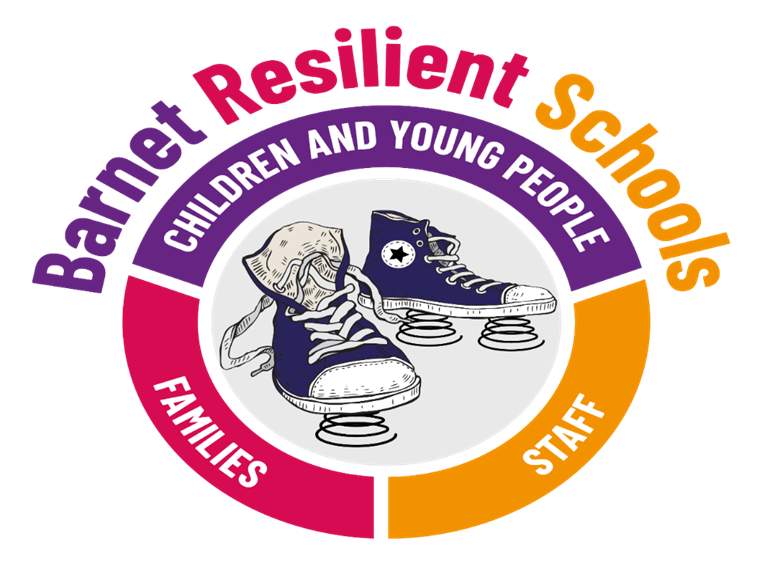 Barnet Resilient Schools
CHILDREN AND YOUNG PEOPLE
FAMILIES
STAFF